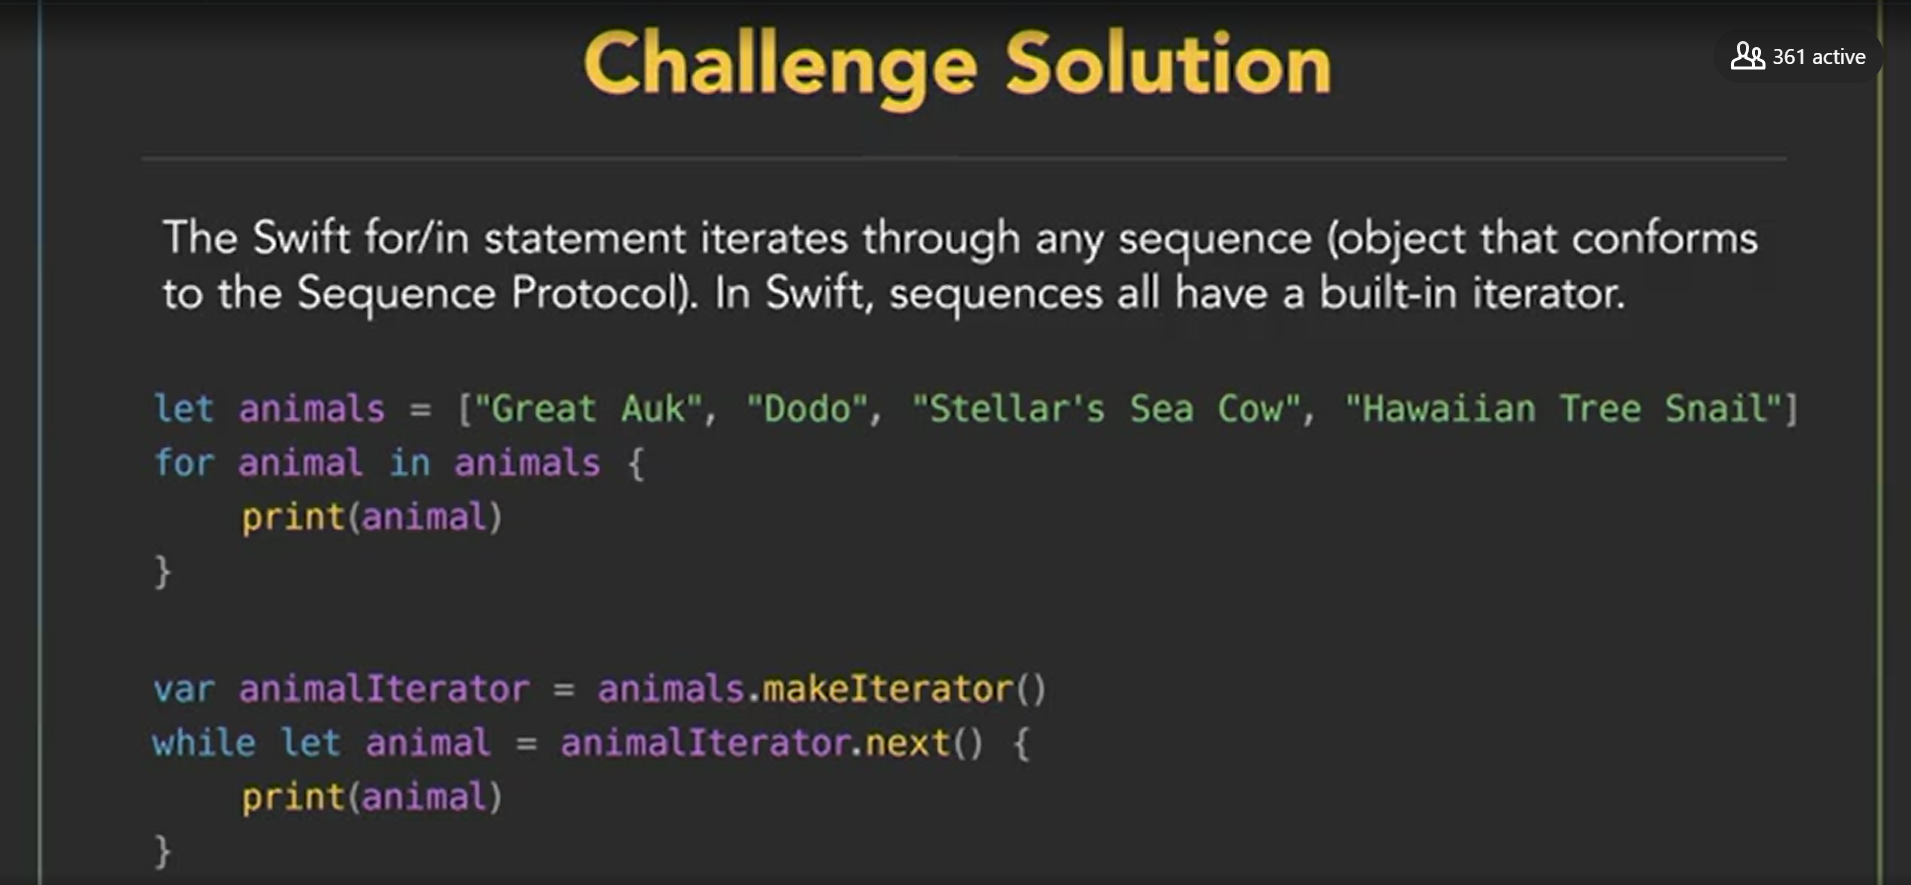 Challenge Solution
361 active
The Swift for/in statement iterates through any sequence (object that conforms
to the Sequence Protocol). In Swift, sequences all have a built-in iterator.
let animals = ["Great Auk", "Dodo", "Stellar's Sea Cow", "Hawaiian Tree Snail"]
for animal in animals {
    print(animal)
}
var animalIterator = animals.makeIterator()
while let animal = animalIterator.next() {
    print(animal)
}